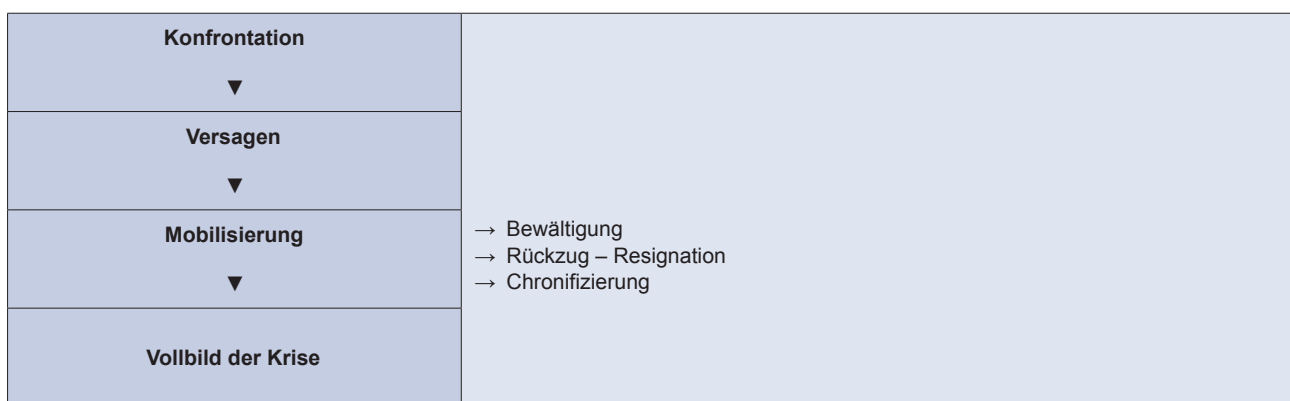 Konfrontation
▼
Versagen
▼
Mobilisierung
▼
→ Bewältigung
→ Rückzug – Resignation
→ Chronifizierung
Vollbild der Krise